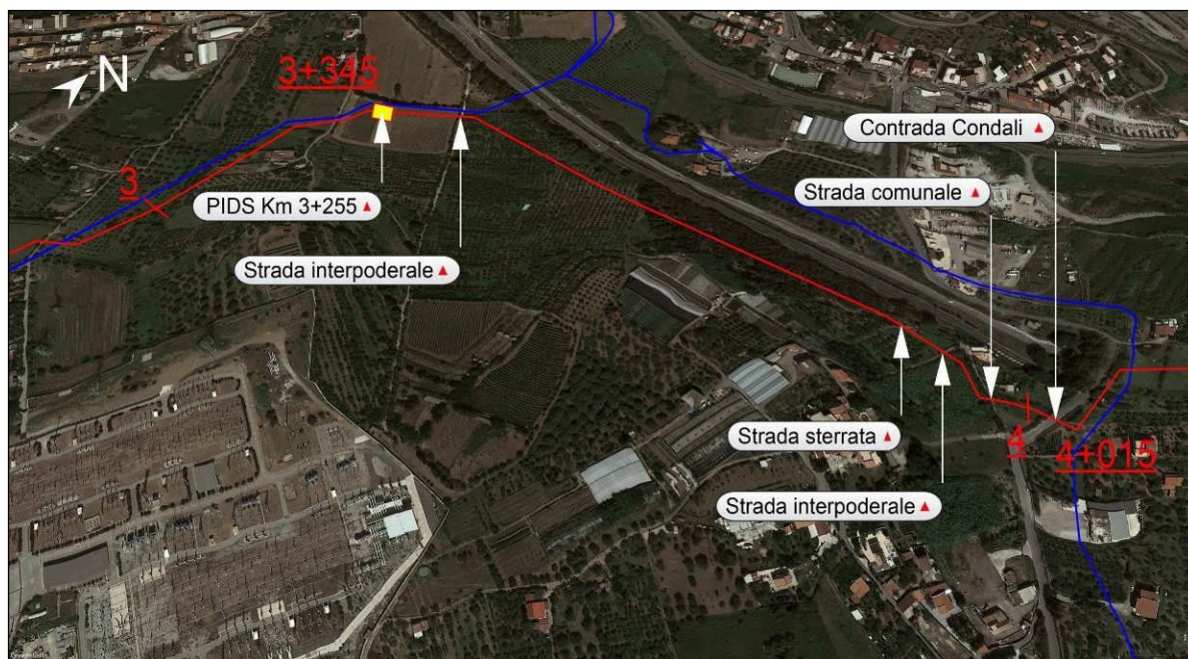 N
3+345
Contrada Condali
3
PIDS Km 3+255
Strada comunale
Strada interpoderale
4
4+015
Strada sterrata
Strada interpoderale